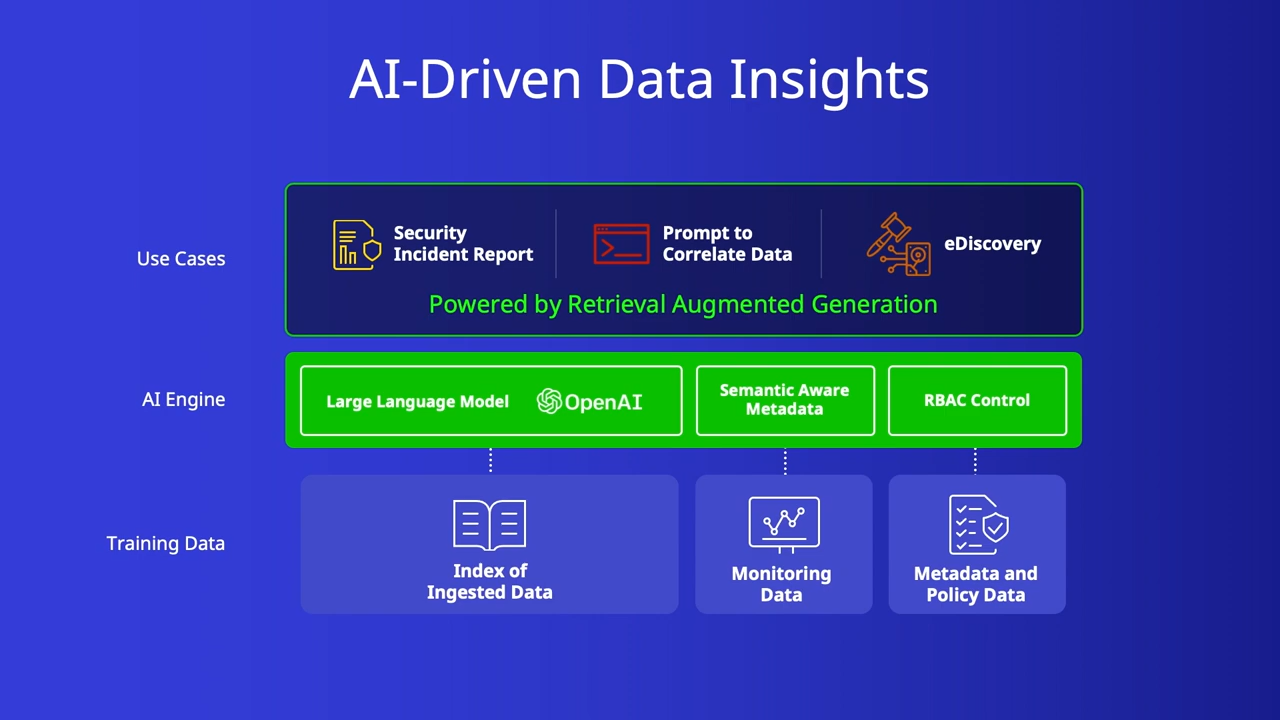 AI-Driven Data Insights
Use Cases
Security
Incident Report
Prompt to
Correlate Data
eDiscovery
Powered by Retrieval Augmented Generation
AI Engine
Large Language Model
OpenAI
Semantic Aware
Metadata
RBAC Control
Training Data
Index of
Ingested Data
Monitoring
Data
Metadata and
Policy Data